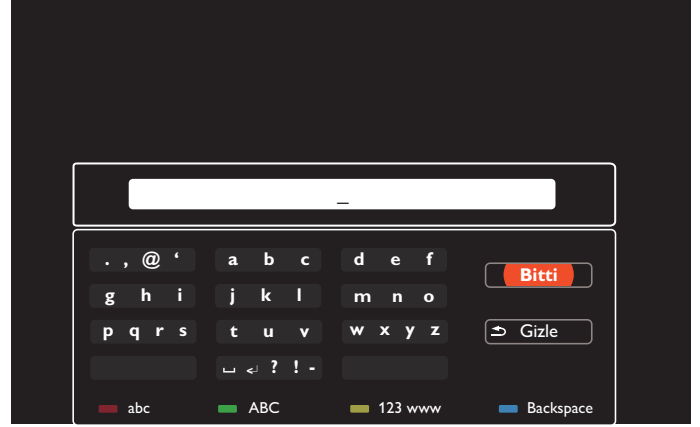 _
. , @ ‘ a b c d e f
Bitti
g h i j k l m n o
p q r s t u v w x y z
Gizle
␣ ↲ ? ! -
abc ABC 123 www Backspace